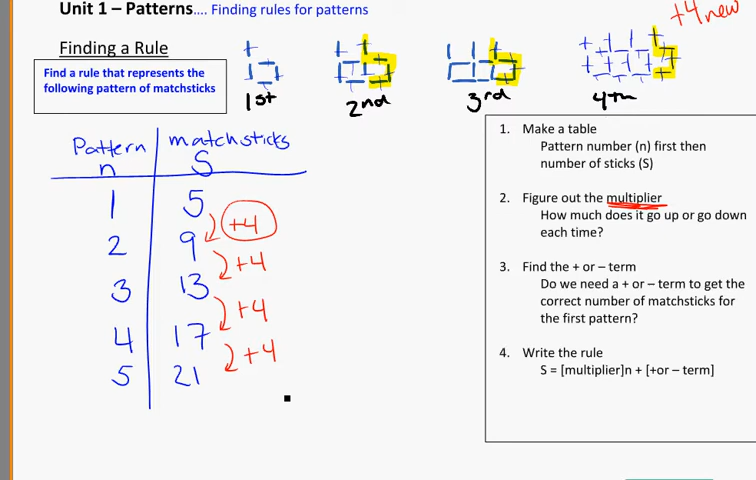 Unit 1 – Patterns.... Finding rules for patterns
+4 new
Finding a Rule
Find a rule that represents the
following pattern of matchsticks
1st
2nd
3rd
4th
Pattern matchsticks
n S
1 5
+4
2 9
+4
3 13
+4
4 17
+4
5 21
1. Make a table
Pattern number (n) first then
number of sticks (S)
2. Figure out the multiplier
How much does it go up or go down
each time?
3. Find the + or – term
Do we need a + or – term to get the
correct number of matchsticks for
the first pattern?
4. Write the rule
S = [multiplier]n + [+or – term]